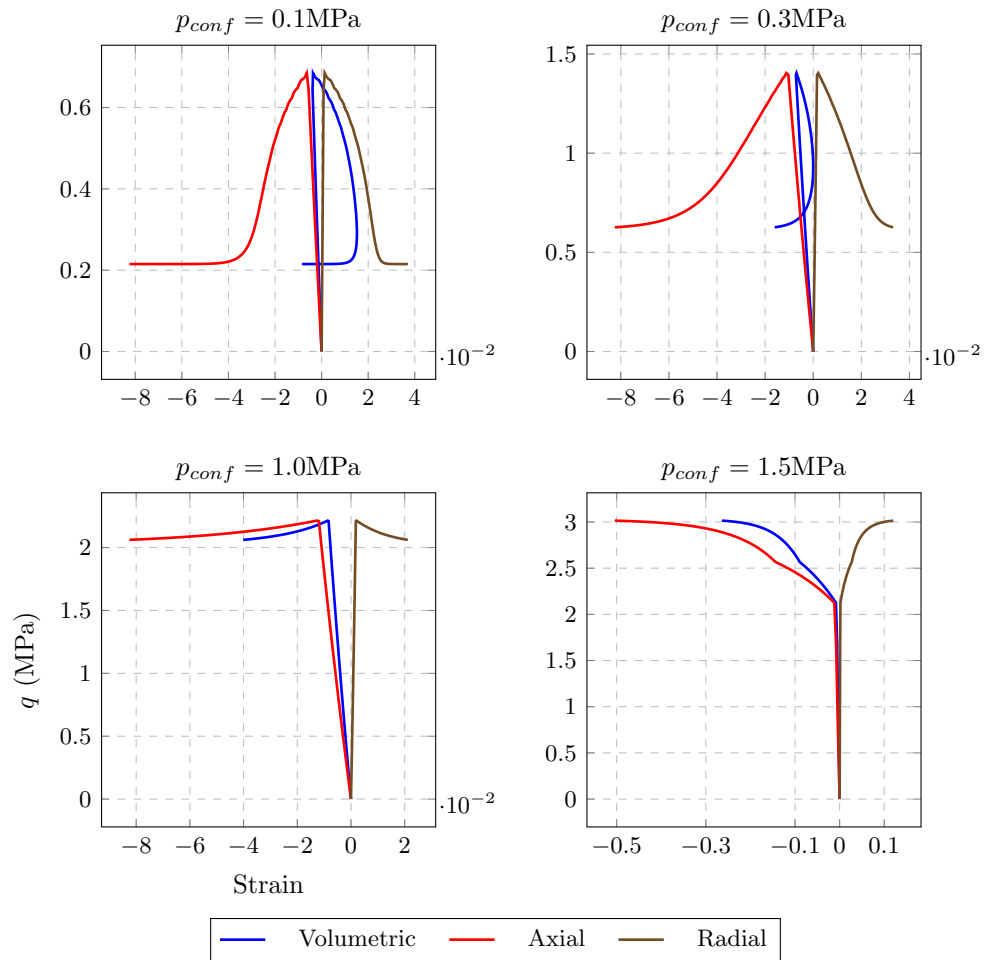 p_conf = 0.1MPa
0.6
0.4
0.2
0
−8 −6 −4 −2 0 2 4
·10−2
p_conf = 0.3MPa
1.5
1
0.5
0
−8 −6 −4 −2 0 2 4
·10−2
p_conf = 1.0MPa
2
1.5
1
0.5
0
−8 −6 −4 −2 0 2
·10−2
q (MPa)
Strain
p_conf = 1.5MPa
3
2.5
2
1.5
1
0.5
0
−0.5 −0.3 −0.1 0 0.1
Volumetric Axial Radial